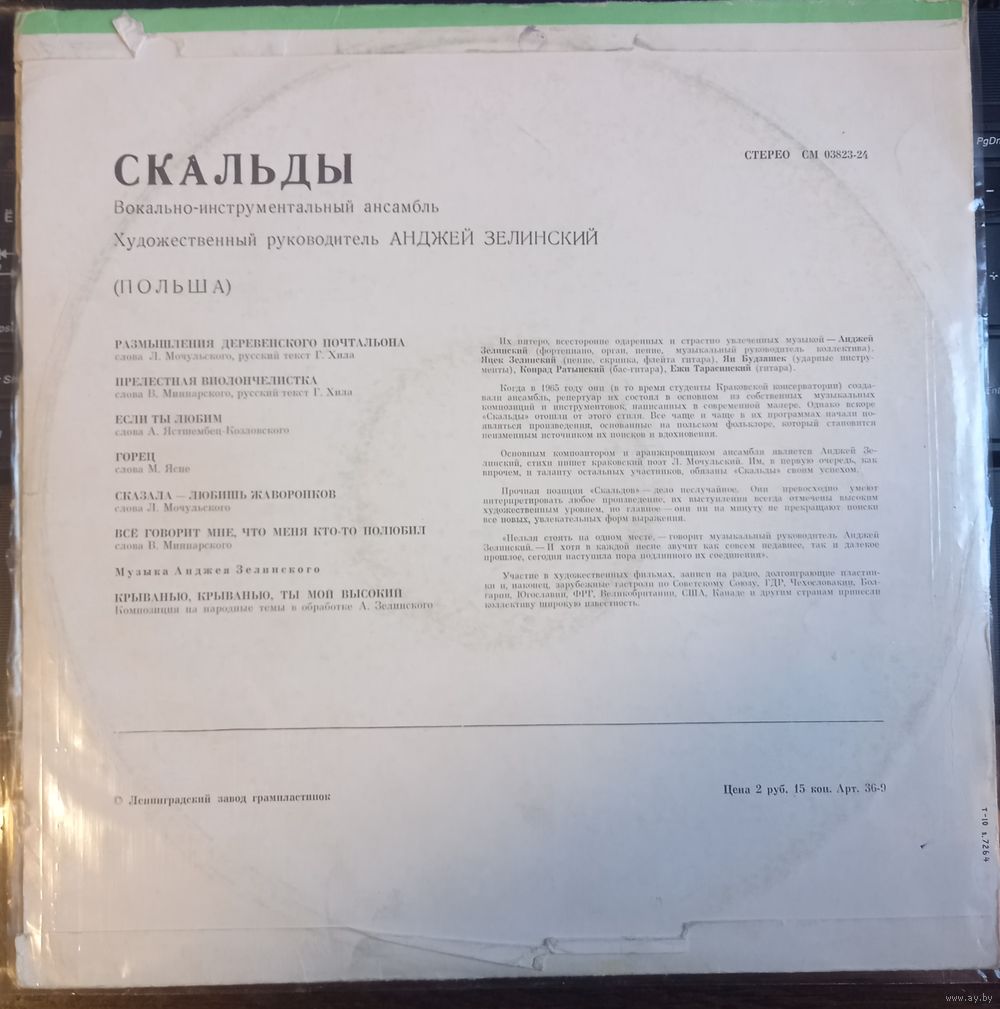 СТЕРЕО СМ 03823-24
СКАЛЬДЫ
Вокально-инструментальный ансамбль
Художественный руководитель АНДЖЕЙ ЗЕЛИНСКИЙ
(ПОЛЬША)
РАЗМЫШЛЕНИЯ ДЕРЕВЕНСКОГО ПОЧТАЛЬОНА
слова Л. Мочульского, русский текст Г. Хила
ПРЕЛЕСТНАЯ ВИОЛОНЧЕЛИСТКА
слова В. Миннарского, русский текст Г. Хила
ЕСЛИ ТЫ ЛЮБИМ
слова А. Ястшембец-Козловского
ГОРЕЦ
слова М. Ясне
СКАЗАЛА — ЛЮБИШЬ ЖАВОРОНКОВ
слова Л. Мочульского
ВСЕ ГОВОРИТ МНЕ, ЧТО МЕНЯ КТО-ТО ПОЛЮБИЛ
слова В. Миннарского
Музыка Анджея Зелинского
КРЫВАНЬЮ, КРЫВАНЬЮ, ТЫ МОЙ ВЫСОКИЙ
Композиция на народные темы в обработке А. Зелинского
Их пятеро, всесторонне одаренных и страстно увлеченных музыкой — Анджей
Зелинский (фортепиано, орган, пение, музыкальный руководитель коллектива),
Яцек Зелинский (пение, скрипка, флейта гитара), Ян Будзяшек (ударные инстру-
менты), Конрад Ратыński (бас-гитара), Ежи Тарасинский (гитара).
Когда в 1965 году они (в то время студенты Краковской консерватории) созда-
вали ансамбль, репертуар их состоял в основном из собственных музыкальных
композиций и инструментовок, написанных в современной манере. Однако вскоре
«Скальды» отошли от этого стиля. Все чаще и чаще в их программах начали по-
являться произведения, основанные на польском фольклоре, который становится
неизменным источником их поисков и вдохновения.
Основным композитором и аранжировщиком ансамбля является Анджей Зе-
линский, стихи пишет краковский поэт Л. Мочульский. Им, в первую очередь, как
впрочем, и таланту остальных участников, обязаны «Скальды» своим успехом.
Прочная позиция «Скальдов» — дело неслучайное. Они превосходно умеют
интерпретировать любое произведение, их выступления всегда отмечены высоким
художественным уровнем, но главное — они ни на минуту не прекращают поиски
все новых, увлекательных форм выражения.
«Нельзя стоять на одном месте, — говорит музыкальный руководитель Анджей
Зелинский. — И хотя в каждой песне звучит как совсем недавнее, так и далекое
прошлое, сегодня наступила пора подлинного их соединения».
Участие в художественных фильмах, записи на радио, долгоиграющие пластин-
ки и, наконец, зарубежные гастроли по Советскому Союзу, ГДР, Чехословакии, Бол-
гарии, Югославии, ФРГ, Великобритании, США, Канаде и другим странам принесли
коллективу широкую известность.
© Ленинградский завод грампластинок
Цена 2 руб. 15 коп. Арт. 36-9
Т-10 з.7264
PgDn
www.ay.by